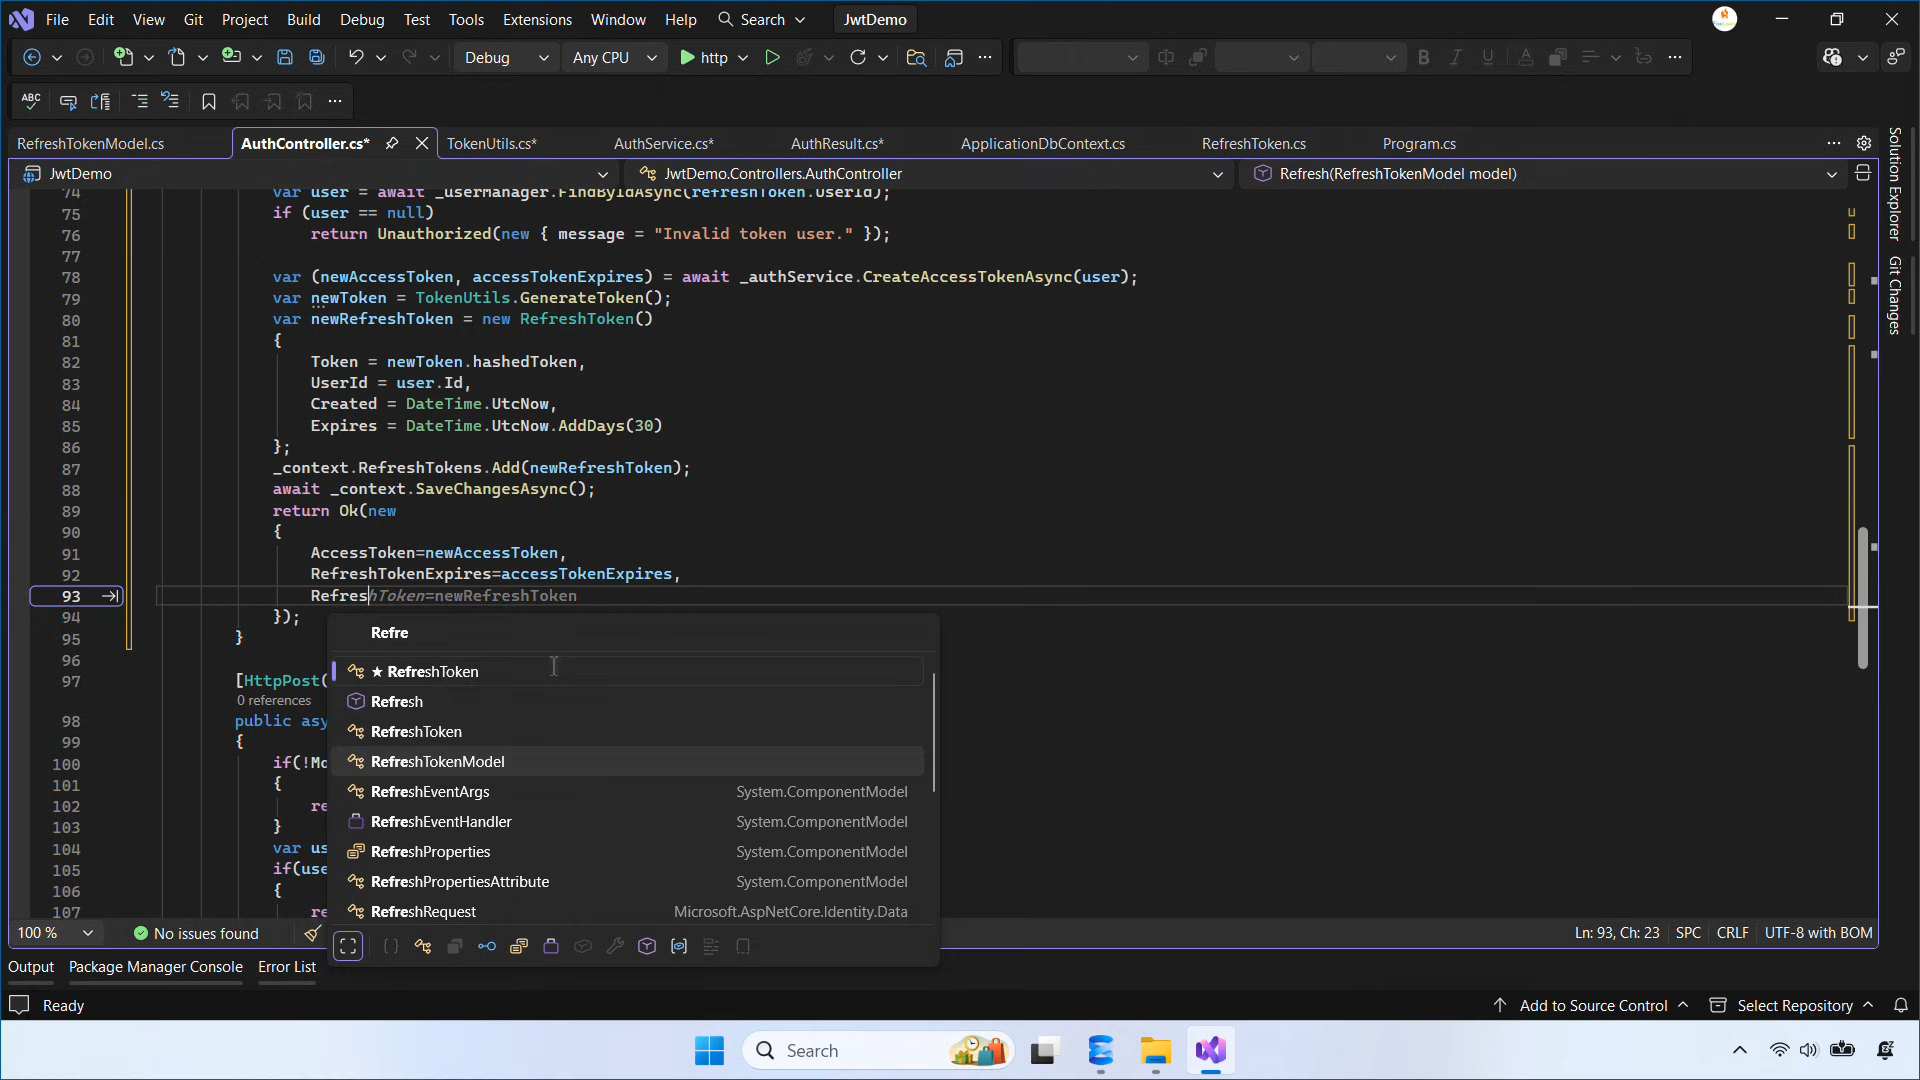 File Edit View Git Project Build Debug Test Tools Extensions Window Help Search JwtDemo
Debug Any CPU http
RefreshTokenModel.cs AuthController.cs* TokenUtils.cs* AuthService.cs* AuthResult.cs* ApplicationDbContext.cs RefreshToken.cs Program.cs
JwtDemo JwtDemo.Controllers.AuthController Refresh(RefreshTokenModel model)
Solution Explorer
Git Changes
74 var user = await _userManager.FindByIdAsync(refreshToken.UserId);
75 if (user == null)
76 return Unauthorized(new { message = "Invalid token user." });
77
78 var (newAccessToken, accessTokenExpires) = await _authService.CreateAccessTokenAsync(user);
79 var newToken = TokenUtils.GenerateToken();
80 var newRefreshToken = new RefreshToken()
81 {
82 Token = newToken.hashedToken,
83 UserId = user.Id,
84 Created = DateTime.UtcNow,
85 Expires = DateTime.UtcNow.AddDays(30)
86 };
87 _context.RefreshTokens.Add(newRefreshToken);
88 await _context.SaveChangesAsync();
89 return Ok(new
90 {
91 AccessToken=newAccessToken,
92 RefreshTokenExpires=accessTokenExpires,
93 RefreshToken=newRefreshToken
94 });
95 }
96
97 [HttpPost(
0 references
98 public asy
99 {
100 if(!Mo
101 {
102 re
103 }
104 var us
105 if(use
106 {
107 re
Refre
★ RefreshToken
Refresh
RefreshToken
RefreshTokenModel
RefreshEventArgs System.ComponentModel
RefreshEventHandler System.ComponentModel
RefreshProperties System.ComponentModel
RefreshPropertiesAttribute System.ComponentModel
RefreshRequest Microsoft.AspNetCore.Identity.Data
100 % No issues found Ln: 93, Ch: 23 SPC CRLF UTF-8 with BOM
Output Package Manager Console Error List
Ready Add to Source Control Select Repository
Search